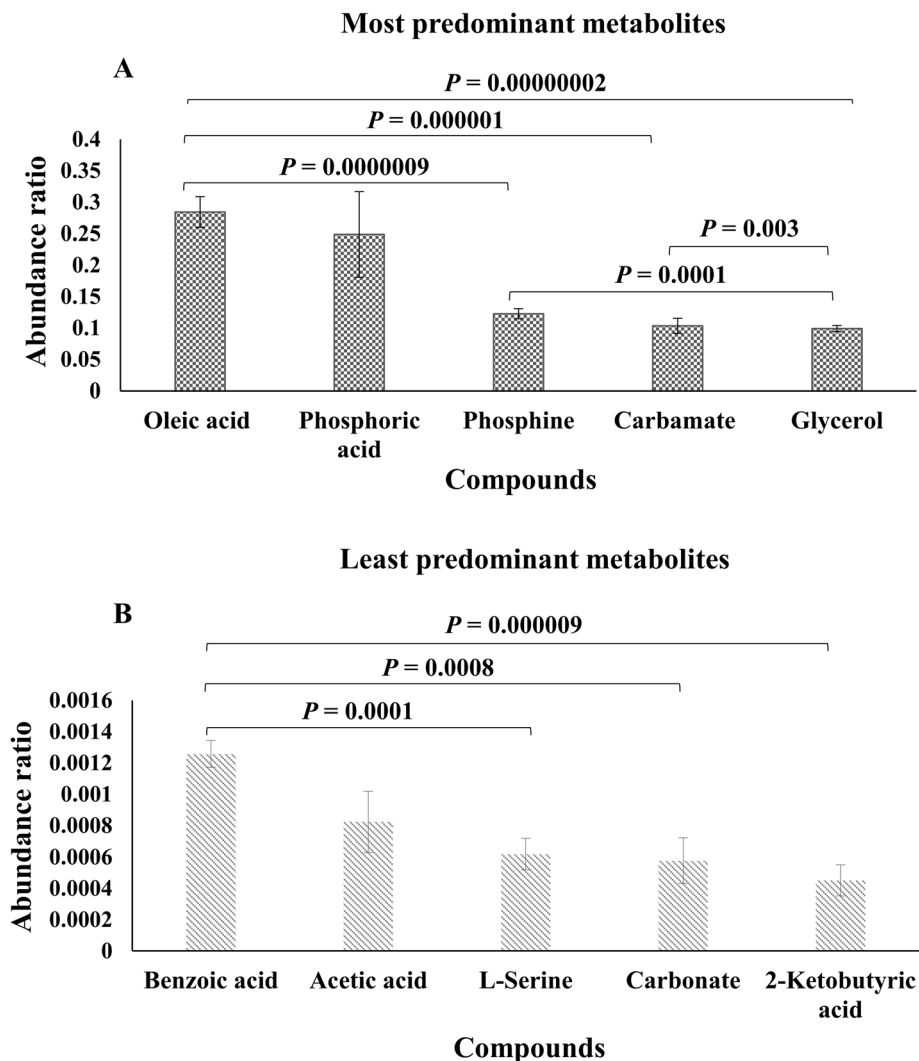 Most predominant metabolites
A
P = 0.00000002
P = 0.000001
P = 0.0000009
P = 0.003
P = 0.0001
Abundance ratio
0.4
0.35
0.3
0.25
0.2
0.15
0.1
0.05
0
Oleic acid
Phosphoric
acid
Phosphine
Carbamate
Glycerol
Compounds
Least predominant metabolites
B
P = 0.000009
P = 0.0008
P = 0.0001
Abundance ratio
0.0016
0.0014
0.0012
0.001
0.0008
0.0006
0.0004
0.0002
0
Benzoic acid
Acetic acid
L-Serine
Carbonate
2-Ketobutyric
acid
Compounds